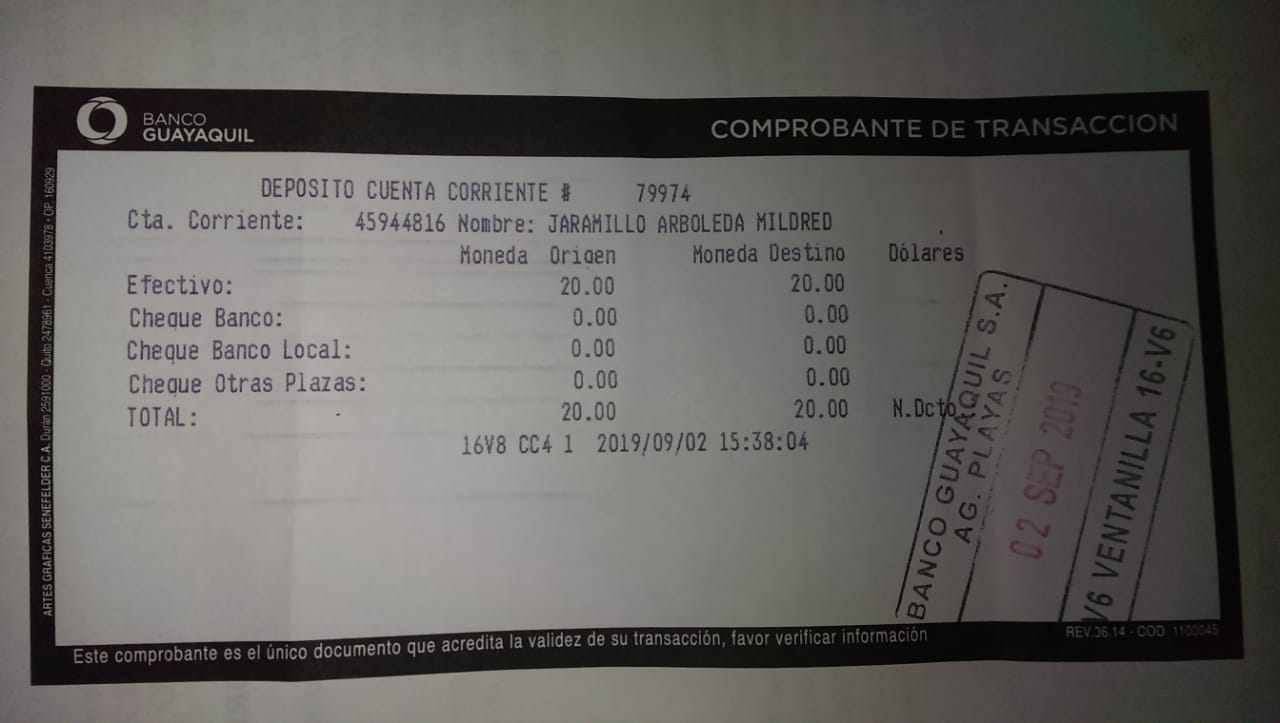 BANCO
GUAYAQUIL
COMPROBANTE DE TRANSACCION
DEPOSITO CUENTA CORRIENTE # 79974
Cta. Corriente: 45944816 Nombre: JARAMILLO ARBOLEDA MILDRED
Moneda Origen Moneda Destino Dólares
Efectivo: 20.00 20.00
Cheque Banco: 0.00 0.00
Cheque Banco Local: 0.00 0.00
Cheque Otras Plazas: 0.00 0.00
TOTAL: 20.00 20.00 N.Dcto
16V8 CC4 1 2019/09/02 15:38:04
BANCO GUAYAQUIL S.A.
AG. PLAYAS
02 SEP 2019
V6 VENTANILLA 16-V6
Este comprobante es el único documento que acredita la validez de su transacción, favor verificar información
REV.06.14 - COD. 1100045
ARTES GRAFICAS SENEFELDER C.A. Durán 2591000 - Quito 2478961 - Cuenca 4103978 - OP. 160929